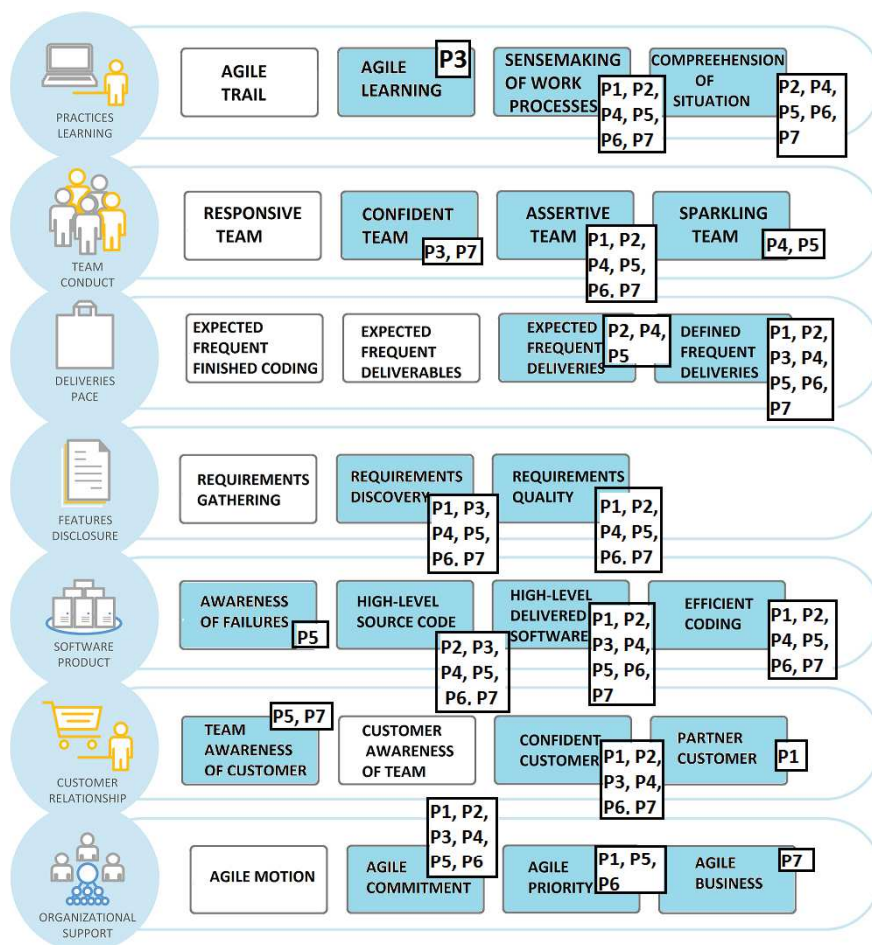 PRACTICES
LEARNING
AGILE
TRAIL
AGILE
LEARNING
P3
SENSEMAKING
OF WORK
PROCESSES
P1, P2,
P4, P5,
P6, P7
COMPREEHENSION
OF
SITUATION
P2, P4,
P5, P6,
P7
TEAM
CONDUCT
RESPONSIVE
TEAM
CONFIDENT
TEAM
P3, P7
ASSERTIVE
TEAM
P1, P2,
P4, P5,
P6, P7
SPARKLING
TEAM
P4, P5
DELIVERIES
PACE
EXPECTED
FREQUENT
FINISHED CODING
EXPECTED
FREQUENT
DELIVERABLES
EXPECTED
FREQUENT
DELIVERIES
P2, P4,
P5
DEFINED
FREQUENT
DELIVERIES
P1, P2,
P3, P4,
P5, P6,
P7
FEATURES
DISCLOSURE
REQUIREMENTS
GATHERING
REQUIREMENTS
DISCOVERY
P1, P3,
P4, P5,
P6, P7
REQUIREMENTS
QUALITY
P1, P2,
P4, P5,
P6, P7
SOFTWARE
PRODUCT
AWARENESS
OF FAILURES
P5
HIGH-LEVEL
SOURCE CODE
P2, P3,
P4, P5,
P6, P7
HIGH-LEVEL
DELIVERED
SOFTWARE
P1, P2,
P3, P4,
P5, P6,
P7
EFFICIENT
CODING
P1, P2,
P4, P5,
P6, P7
CUSTOMER
RELATIONSHIP
TEAM
AWARENESS
OF CUSTOMER
P5, P7
CUSTOMER
AWARENESS
OF TEAM
CONFIDENT
CUSTOMER
P1, P2,
P3, P4,
P6, P7
PARTNER
CUSTOMER
P1
ORGANIZATIONAL
SUPPORT
AGILE MOTION
AGILE
COMMITMENT
P1, P2,
P3, P4,
P5, P6
AGILE
PRIORITY
P1, P5,
P6
AGILE
BUSINESS
P7